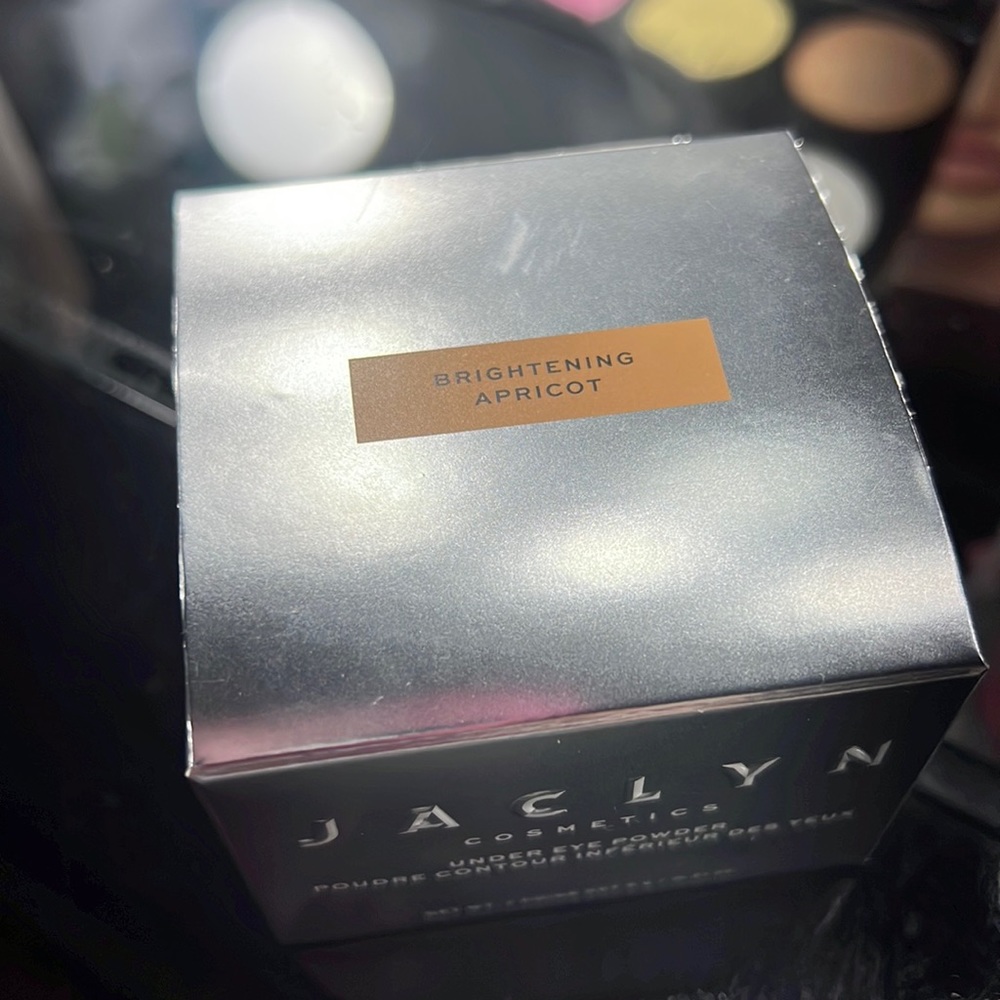 BRIGHTENING
APRICOT
JACLYN
COSMETICS
UNDER EYE POWDER
POUDRE CONTOUR INFÉRIEUR DES YEUX